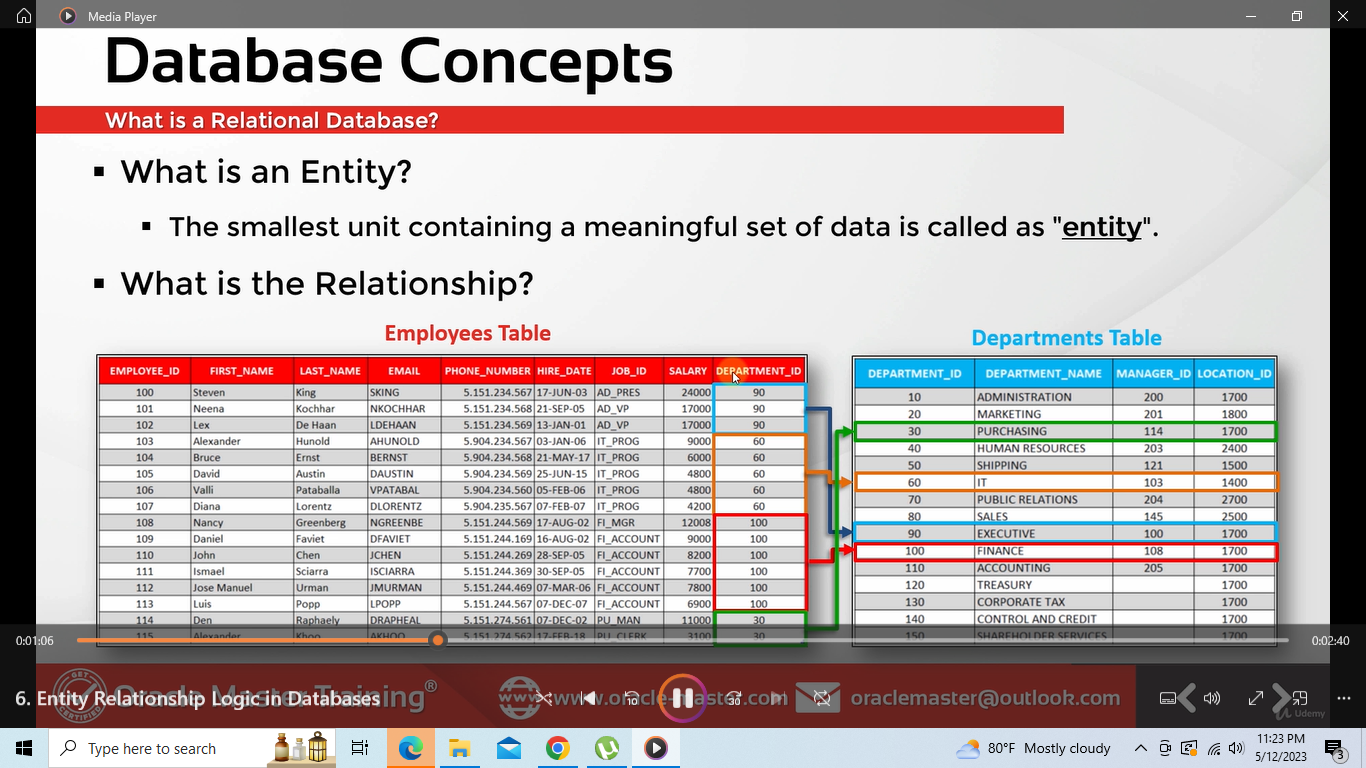 Media Player
Database Concepts
What is a Relational Database?
What is an Entity?
The smallest unit containing a meaningful set of data is called as "entity".
What is the Relationship?
Employees Table
EMPLOYEE_ID FIRST_NAME LAST_NAME EMAIL PHONE_NUMBER HIRE_DATE JOB_ID SALARY DEPARTMENT_ID
100 Steven King SKING 5.151.234.567 17-JUN-03 AD_PRES 24000 90
101 Neena Kochhar NKOCHHAR 5.151.234.568 21-SEP-05 AD_VP 17000 90
102 Lex De Haan LDEHAAN 5.151.234.569 13-JAN-01 AD_VP 17000 90
103 Alexander Hunold AHUNOLD 5.904.234.567 03-JAN-06 IT_PROG 9000 60
104 Bruce Ernst BERNST 5.904.234.568 21-MAY-17 IT_PROG 6000 60
105 David Austin DAUSTIN 5.904.234.569 25-JUN-15 IT_PROG 4800 60
106 Valli Pataballa VPATABAL 5.904.234.560 05-FEB-06 IT_PROG 4800 60
107 Diana Lorentz DLORENTZ 5.904.235.567 07-FEB-07 IT_PROG 4200 60
108 Nancy Greenberg NGREENBE 5.151.244.569 17-AUG-02 FI_MGR 12008 100
109 Daniel Faviet DFAVIET 5.151.244.169 16-AUG-02 FI_ACCOUNT 9000 100
110 John Chen JCHEN 5.151.244.269 28-SEP-05 FI_ACCOUNT 8200 100
111 Ismael Sciarra ISCIARRA 5.151.244.369 30-SEP-05 FI_ACCOUNT 7700 100
112 Jose Manuel Urman JMURMAN 5.151.244.469 07-MAR-06 FI_ACCOUNT 7800 100
113 Luis Popp LPOPP 5.151.244.567 07-DEC-07 FI_ACCOUNT 6900 100
114 Den Raphaely DRAPHEAL 5.151.274.561 07-DEC-02 PU_MAN 11000 30
115 Alexander Khoo AKHOO 5.151.274.562 17-FEB-18 PU_CLERK 3100 30
Departments Table
DEPARTMENT_ID DEPARTMENT_NAME MANAGER_ID LOCATION_ID
10 ADMINISTRATION 200 1700
20 MARKETING 201 1800
30 PURCHASING 114 1700
40 HUMAN RESOURCES 203 2400
50 SHIPPING 121 1500
60 IT 103 1400
70 PUBLIC RELATIONS 204 2700
80 SALES 145 2500
90 EXECUTIVE 100 1700
100 FINANCE 108 1700
110 ACCOUNTING 205 1700
120 TREASURY 1700
130 CORPORATE TAX 1700
140 CONTROL AND CREDIT 1700
150 SHAREHOLDER SERVICES 1700
0:01:06
0:02:40
6. Entity Relationship Logic in Databases
Oracle Master Training®
www.oracle-master.com
oraclemaster@outlook.com
10
30
Udemy
Type here to search
80°F Mostly cloudy
11:23 PM
5/12/2023
3